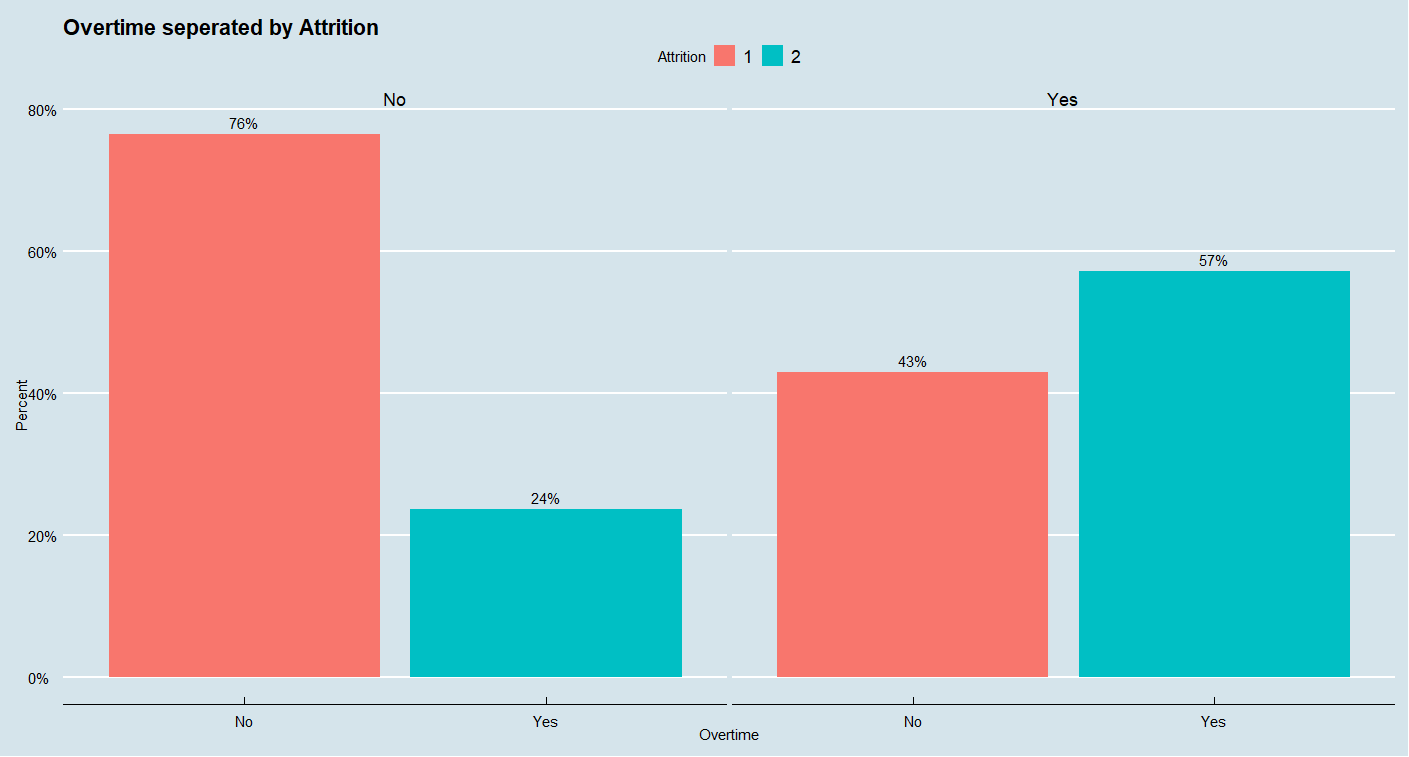 Overtime seperated by Attrition
Attrition 1 2
No Yes
80%
60%
40%
20%
0%
Percent
76%
24%
43%
57%
No Yes No Yes
Overtime